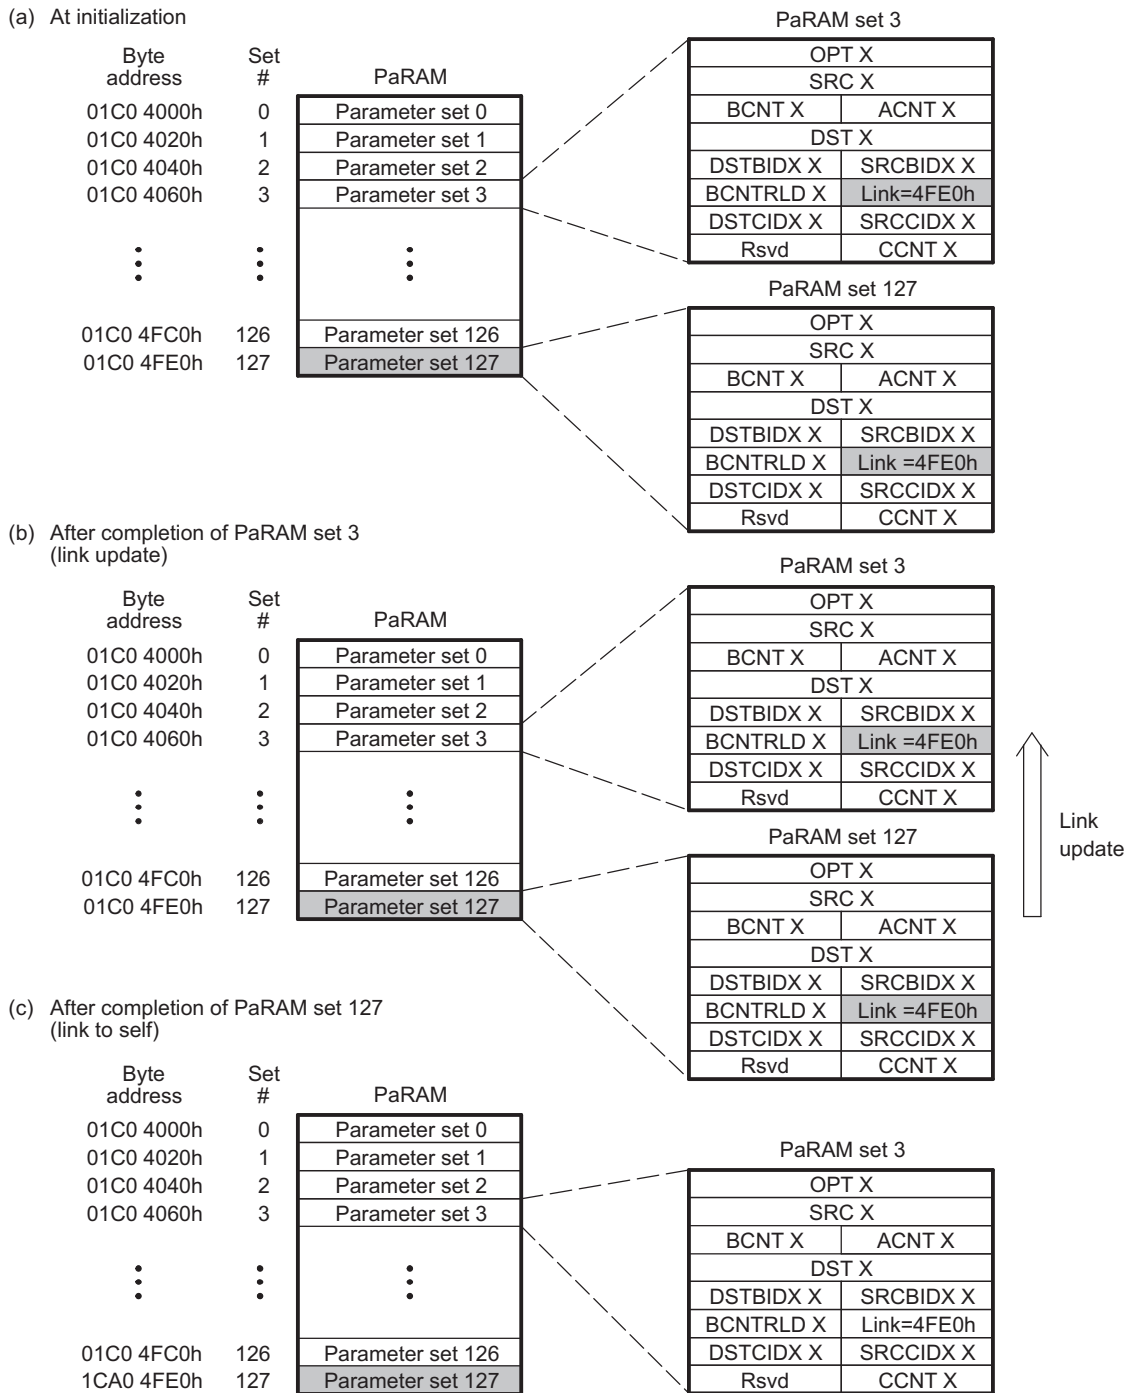 (a) At initialization
Byte address Set # PaRAM
01C0 4000h 0 Parameter set 0
01C0 4020h 1 Parameter set 1
01C0 4040h 2 Parameter set 2
01C0 4060h 3 Parameter set 3
01C0 4FC0h 126 Parameter set 126
01C0 4FE0h 127 Parameter set 127
PaRAM set 3
OPT X
SRC X
BCNT X ACNT X
DST X
DSTBIDX X SRCBIDX X
BCNTRLD X Link=4FE0h
DSTCIDX X SRCCIDX X
Rsvd CCNT X
PaRAM set 127
OPT X
SRC X
BCNT X ACNT X
DST X
DSTBIDX X SRCBIDX X
BCNTRLD X Link =4FE0h
DSTCIDX X SRCCIDX X
Rsvd CCNT X
(b) After completion of PaRAM set 3
(link update)
Byte address Set # PaRAM
01C0 4000h 0 Parameter set 0
01C0 4020h 1 Parameter set 1
01C0 4040h 2 Parameter set 2
01C0 4060h 3 Parameter set 3
01C0 4FC0h 126 Parameter set 126
01C0 4FE0h 127 Parameter set 127
PaRAM set 3
OPT X
SRC X
BCNT X ACNT X
DST X
DSTBIDX X SRCBIDX X
BCNTRLD X Link =4FE0h
DSTCIDX X SRCCIDX X
Rsvd CCNT X
PaRAM set 127
OPT X
SRC X
BCNT X ACNT X
DST X
DSTBIDX X SRCBIDX X
BCNTRLD X Link =4FE0h
DSTCIDX X SRCCIDX X
Rsvd CCNT X
Link
update
(c) After completion of PaRAM set 127
(link to self)
Byte address Set # PaRAM
01C0 4000h 0 Parameter set 0
01C0 4020h 1 Parameter set 1
01C0 4040h 2 Parameter set 2
01C0 4060h 3 Parameter set 3
01C0 4FC0h 126 Parameter set 126
1CA0 4FE0h 127 Parameter set 127
PaRAM set 3
OPT X
SRC X
BCNT X ACNT X
DST X
DSTBIDX X SRCBIDX X
BCNTRLD X Link=4FE0h
DSTCIDX X SRCCIDX X
Rsvd CCNT X